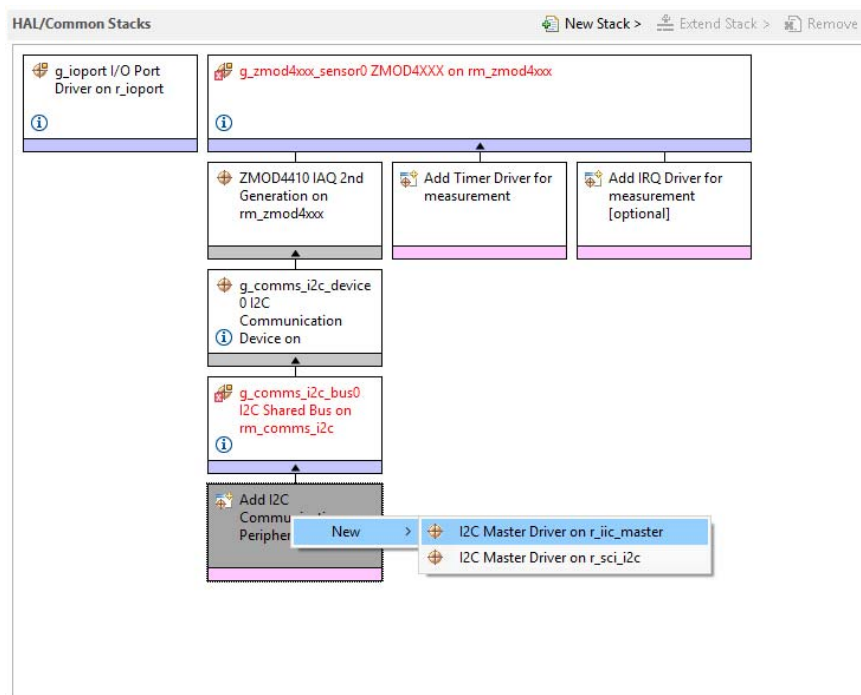 HAL/Common Stacks
New Stack >
Extend Stack >
Remove
g_ioport I/O Port
Driver on r_ioport
g_zmod4xxx_sensor0 ZMOD4XXX on rm_zmod4xxx
ZMOD4410 IAQ 2nd
Generation on
rm_zmod4xxx
Add Timer Driver for
measurement
Add IRQ Driver for
measurement
[optional]
g_comms_i2c_device
0 I2C
Communication
Device on
g_comms_i2c_bus0
I2C Shared Bus on
rm_comms_i2c
Add I2C
New >
I2C Master Driver on r_iic_master
I2C Master Driver on r_sci_i2c